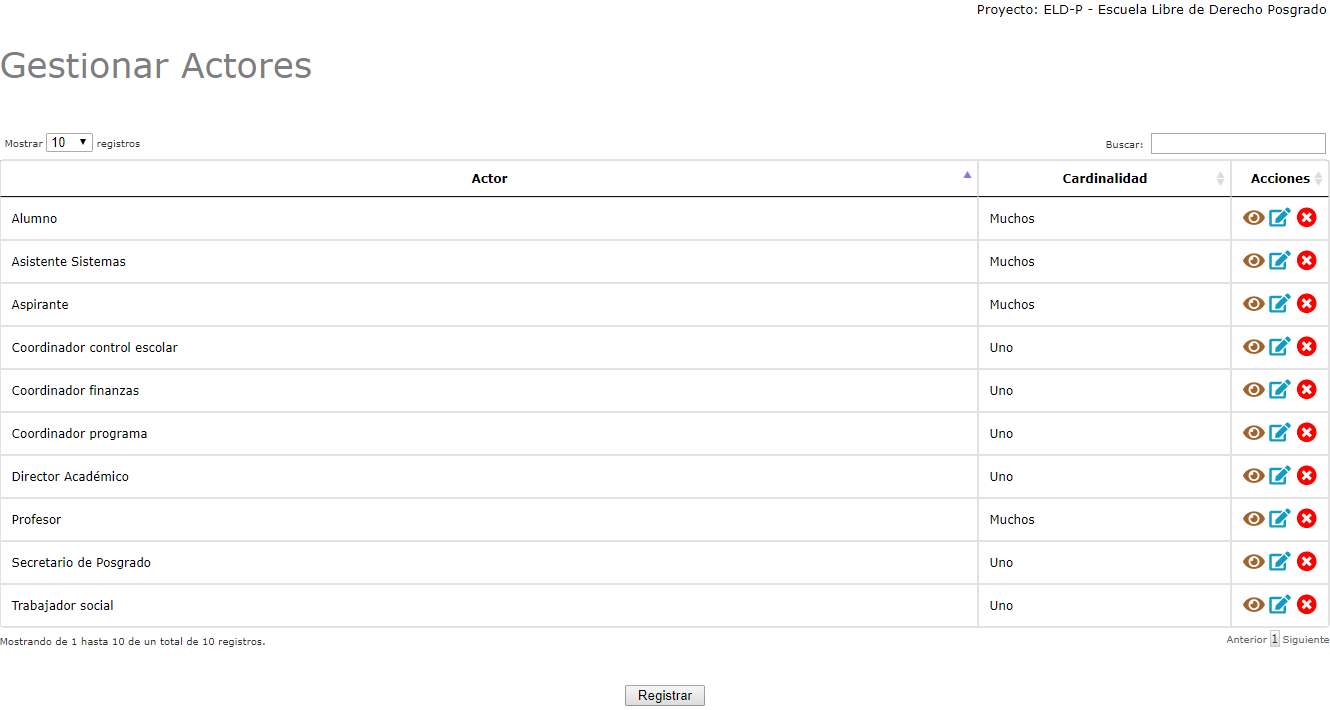 Proyecto: ELD-P - Escuela Libre de Derecho Posgrado
Gestionar Actores
Mostrar 10 registros Buscar:
Actor Cardinalidad Acciones
Alumno Muchos
Asistente Sistemas Muchos
Aspirante Muchos
Coordinador control escolar Uno
Coordinador finanzas Uno
Coordinador programa Uno
Director Académico Uno
Profesor Muchos
Secretario de Posgrado Uno
Trabajador social Uno
Mostrando de 1 hasta 10 de un total de 10 registros. Anterior 1 Siguiente
Registrar